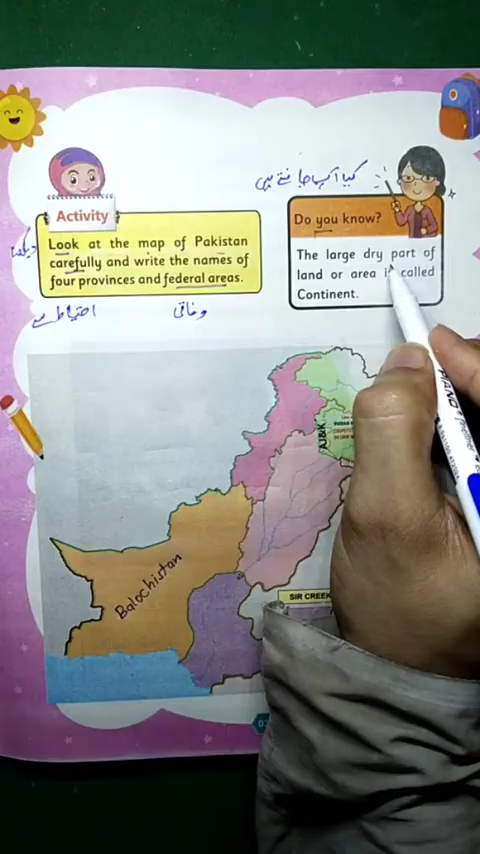 کیا آپ جانتے ہیں
Activity
Look at the map of Pakistan
carefully and write the names of
four provinces and federal areas.
دیکھنا
احتیاط سے
وفاقی
Do you know?
The large dry part of
land or area is called
Continent.
AJ&K
Balochistan
SIR CREEK
PIANO